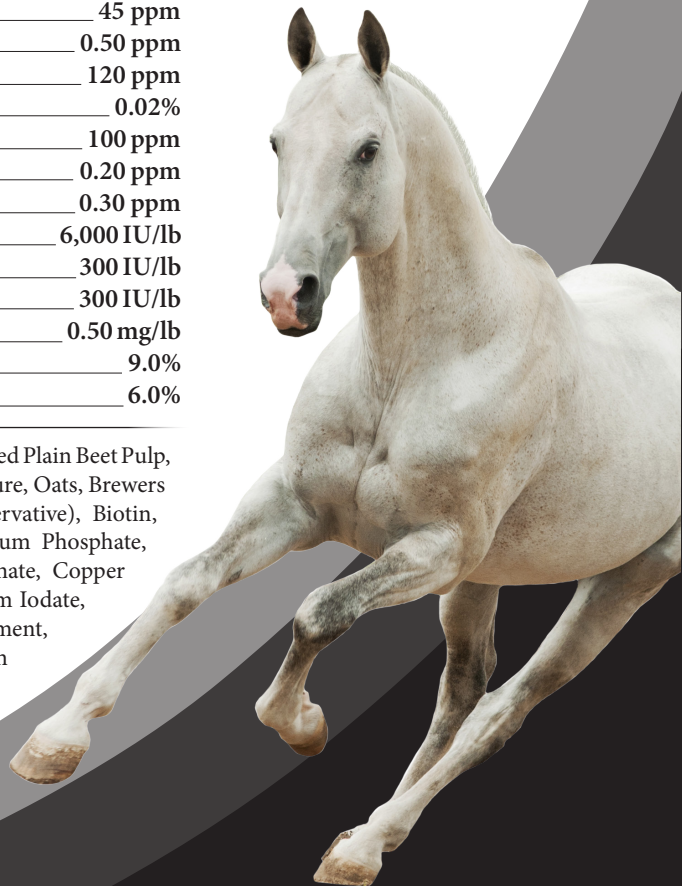 45 ppm
0.50 ppm
120 ppm
0.02%
100 ppm
0.20 ppm
0.30 ppm
6,000 IU/lb
300 IU/lb
300 IU/lb
0.50 mg/lb
9.0%
6.0%
ed Plain Beet Pulp,
ure, Oats, Brewers
ervative), Biotin,
um Phosphate,
nate, Copper
m Iodate,
ment,
n